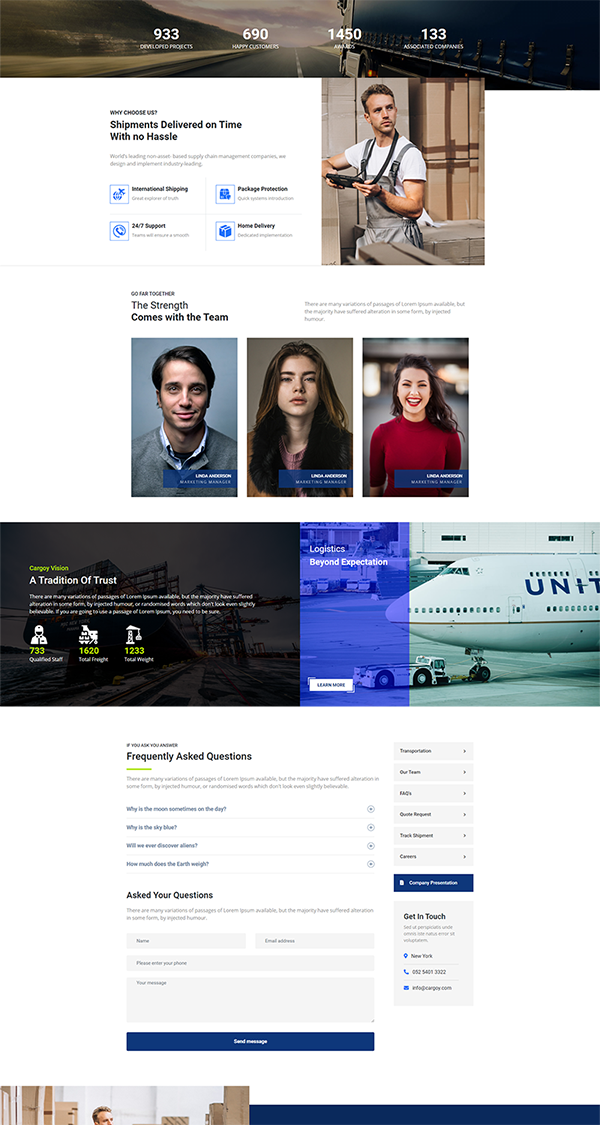 933 690 1450 133
DEVELOPED PROJECTS HAPPY CUSTOMERS AWARDS ASSOCIATED COMPANIES
WHY CHOOSE US?
Shipments Delivered on Time
With no Hassle
World's leading non-asset- based supply chain management companies, we
design and implement industry-leading.
International Shipping
Great explorer of truth
Package Protection
Quick systems introduction
24/7 Support
Teams will ensure a smooth
Home Delivery
Dedicated implementation
GO FAR TOGETHER
The Strength
Comes with the Team
There are many variations of passages of Lorem Ipsum available, but
the majority have suffered alteration in some form, by injected
humour.
LINDA ANDERSON
MARKETING MANAGER
LINDA ANDERSON
MARKETING MANAGER
LINDA ANDERSON
MARKETING MANAGER
Cargoy Vision
A Tradition Of Trust
There are many variations of passages of Lorem Ipsum available, but the majority have suffered
alteration in some form, by injected humour, or randomised words which don't look even slightly
believable. If you are going to use a passage of Lorem Ipsum, you need to be sure.
733 1620 1233
Qualified Staff Total Freight Total Weight
Logistics
Beyond Expectation
UNIT
LEARN MORE
IF YOU ASK YOU ANSWER
Frequently Asked Questions
There are many variations of passages of Lorem Ipsum available, but the majority have suffered alteration in
some form, by injected humour, or randomised words which don't look even slightly believable.
Why is the moon sometimes on the day?
Why is the sky blue?
Will we ever discover aliens?
How much does the Earth weigh?
Asked Your Questions
There are many variations of passages of Lorem Ipsum available, but the majority have suffered alteration
in some form, by injected humour.
Name
Email address
Please enter your phone
Your message
Send message
Transportation
Our Team
FAQ's
Quote Request
Track Shipment
Careers
Company Presentation
Get In Touch
Sed ut perspiciatis unde
omnis iste natus error sit
voluptatem.
New York
052 5401 3322
info@cargoy.com